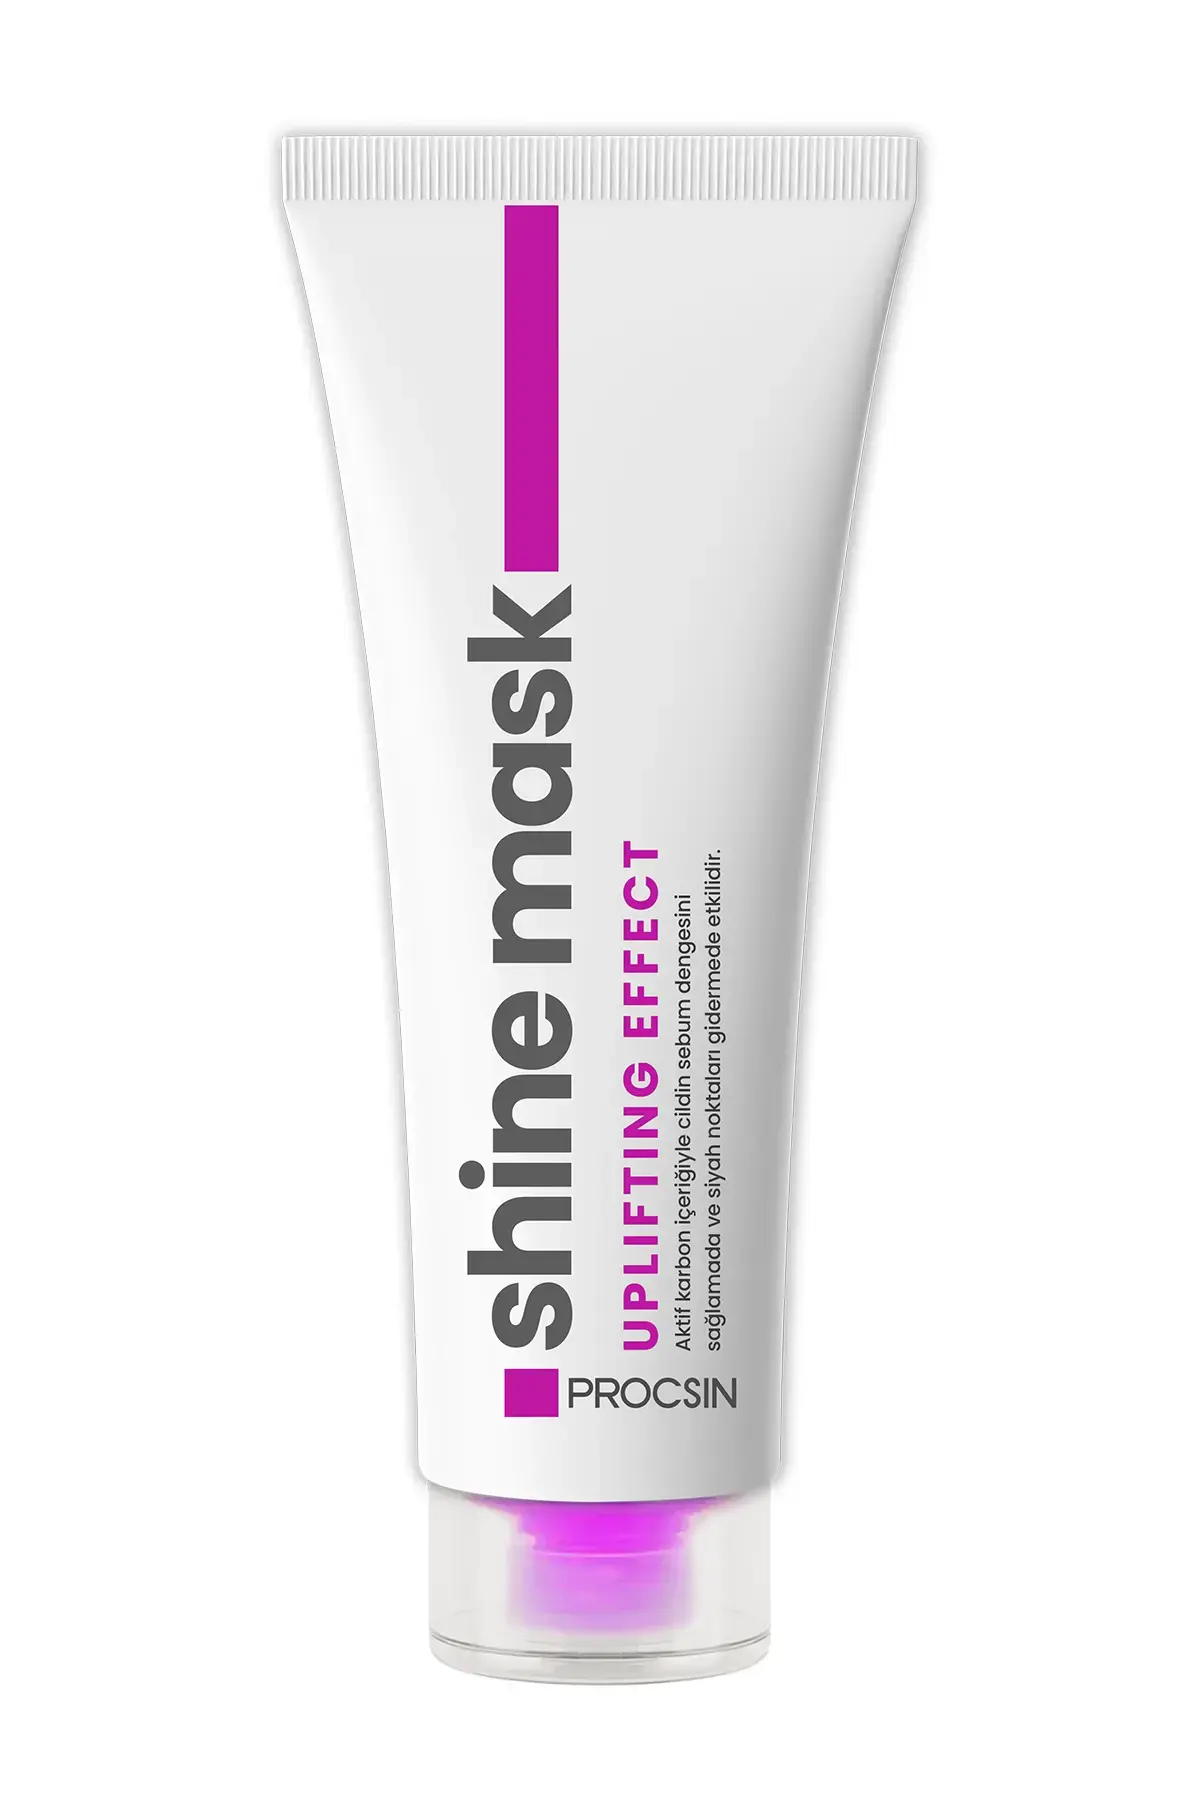 shine mask
UPLIFTING EFFECT
Aktif karbon içeriğiyle cildin sebum dengesini
sağlamada ve siyah noktaları gidermede etkilidir.
PROCSIN